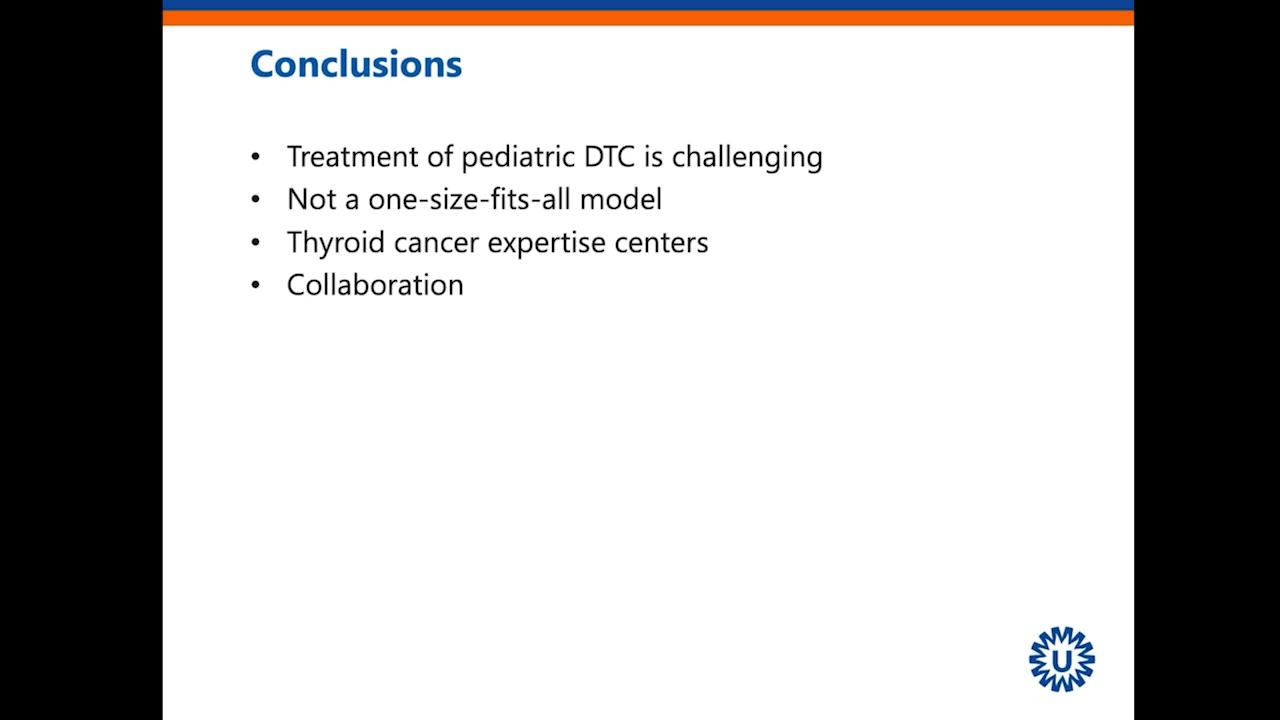 Conclusions
• Treatment of pediatric DTC is challenging
• Not a one-size-fits-all model
• Thyroid cancer expertise centers
• Collaboration
U